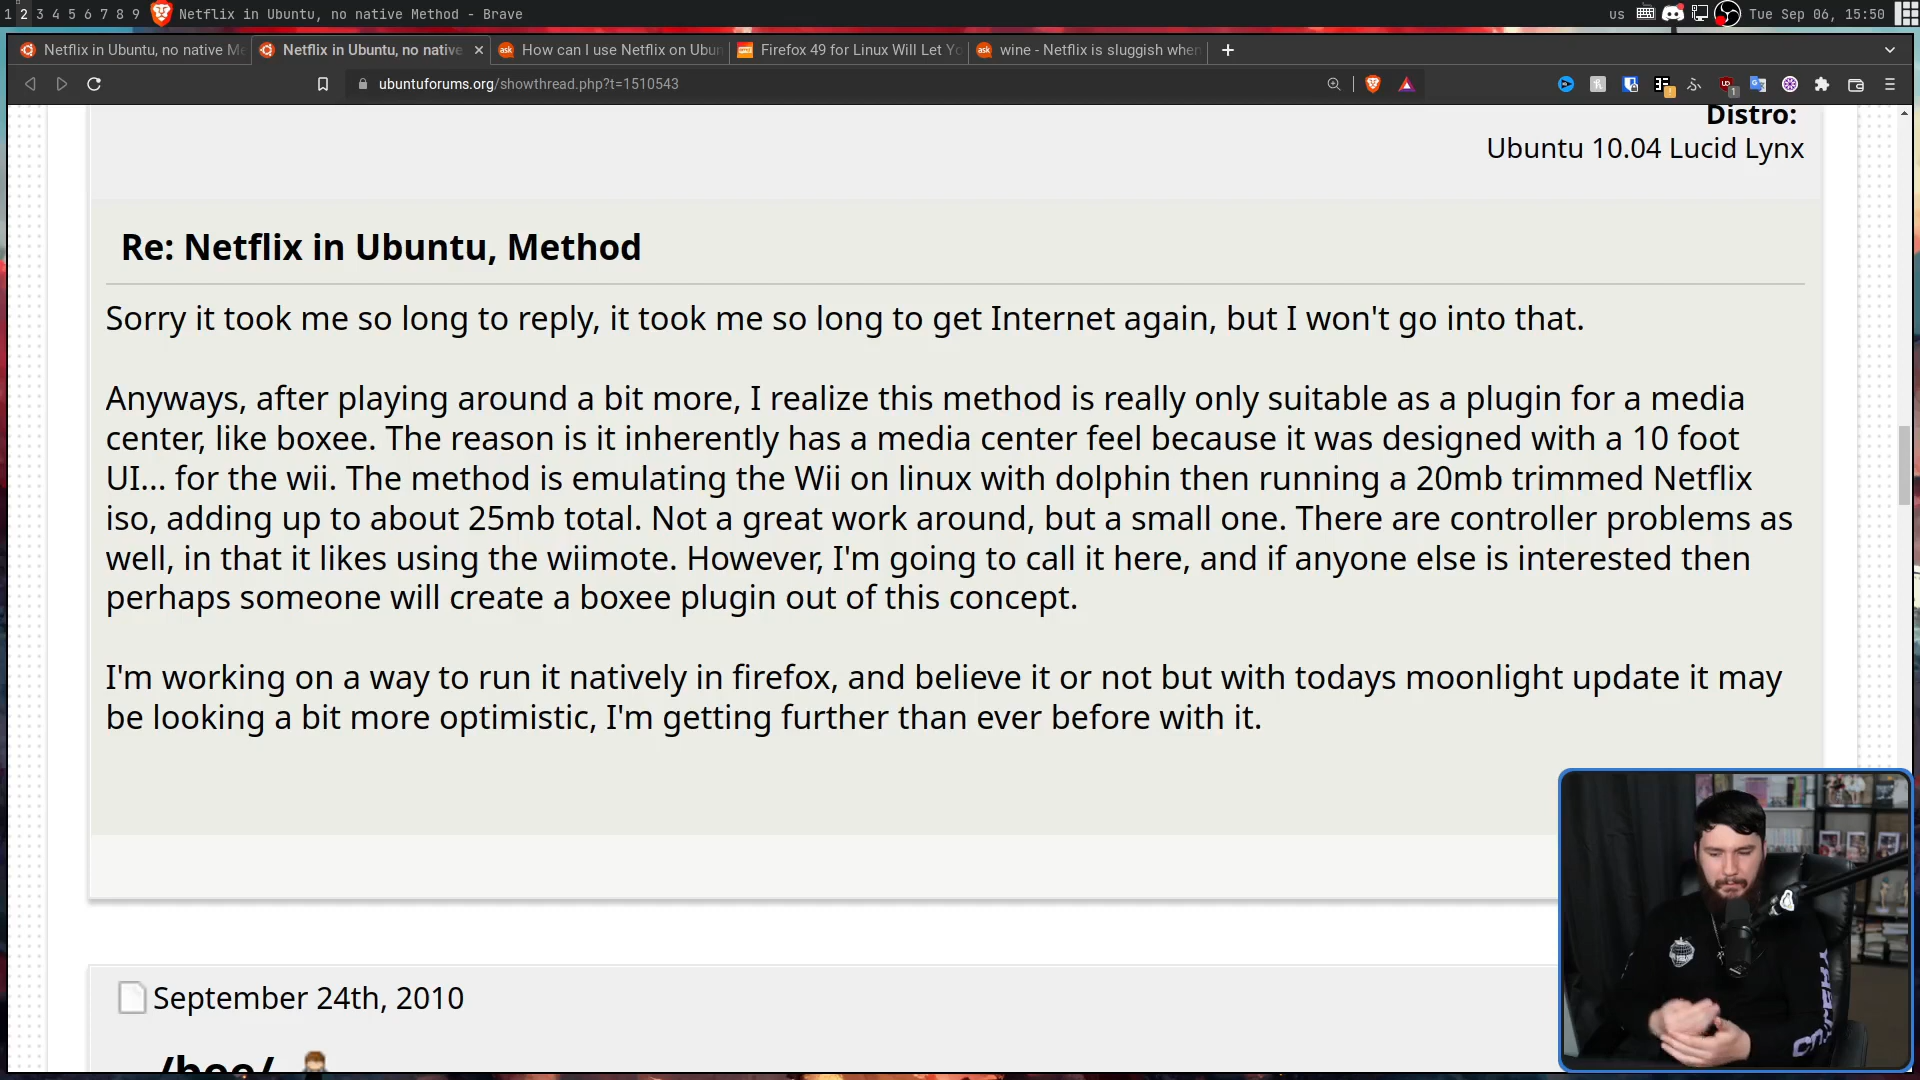 1 2 3 4 5 6 7 8 9 Netflix in Ubuntu, no native Method - Brave
us Tue Sep 06, 15:50
Netflix in Ubuntu, no native Me
Netflix in Ubuntu, no native
How can I use Netflix on Ubun
Firefox 49 for Linux Will Let Yo
wine - Netflix is sluggish when
ubuntuforums.org/showthread.php?t=1510543
Distro:
Ubuntu 10.04 Lucid Lynx
Re: Netflix in Ubuntu, Method
Sorry it took me so long to reply, it took me so long to get Internet again, but I won't go into that.
Anyways, after playing around a bit more, I realize this method is really only suitable as a plugin for a media
center, like boxee. The reason is it inherently has a media center feel because it was designed with a 10 foot
UI... for the wii. The method is emulating the Wii on linux with dolphin then running a 20mb trimmed Netflix
iso, adding up to about 25mb total. Not a great work around, but a small one. There are controller problems as
well, in that it likes using the wiimote. However, I'm going to call it here, and if anyone else is interested then
perhaps someone will create a boxee plugin out of this concept.
I'm working on a way to run it natively in firefox, and believe it or not but with todays moonlight update it may
be looking a bit more optimistic, I'm getting further than ever before with it.
September 24th, 2010